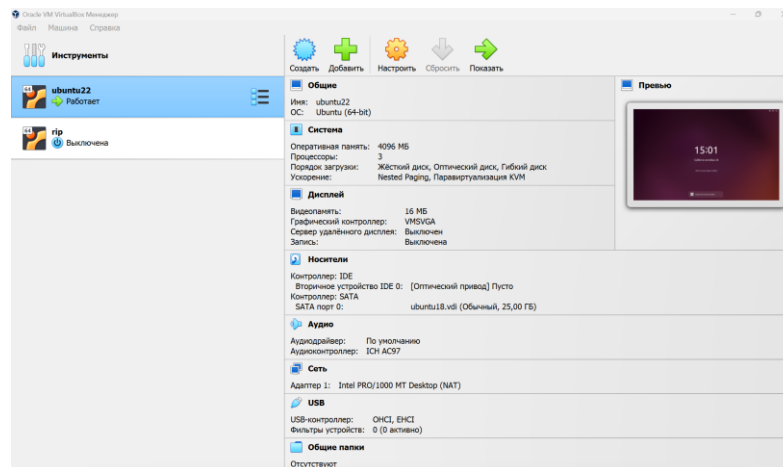 Oracle VM VirtualBox Менеджер
Файл Машина Справка
Инструменты
64
ubuntu22
Работает
64
rip
Выключена
Создать Добавить Настроить Сбросить Показать
Общие
Имя: ubuntu22
ОС: Ubuntu (64-bit)
Система
Оперативная память: 4096 МБ
Процессоры: 3
Порядок загрузки: Жёсткий диск, Оптический диск, Гибкий диск
Ускорение: Nested Paging, Паравиртуализация KVM
Дисплей
Видеопамять: 16 МБ
Графический контроллер: VMSVGA
Сервер удалённого дисплея: Выключен
Запись: Выключена
Носители
Контроллер: IDE
Вторичное устройство IDE 0: [Оптический привод] Пусто
Контроллер: SATA
SATA порт 0: ubuntu18.vdi (Обычный, 25,00 ГБ)
Аудио
Аудиодрайвер: По умолчанию
Аудиоконтроллер: ICH AC97
Сеть
Адаптер 1: Intel PRO/1000 MT Desktop (NAT)
USB
USB-контроллер: OHCI, EHCI
Фильтры устройств: 0 (0 активно)
Общие папки
Отсутствуют
Превью
15:01